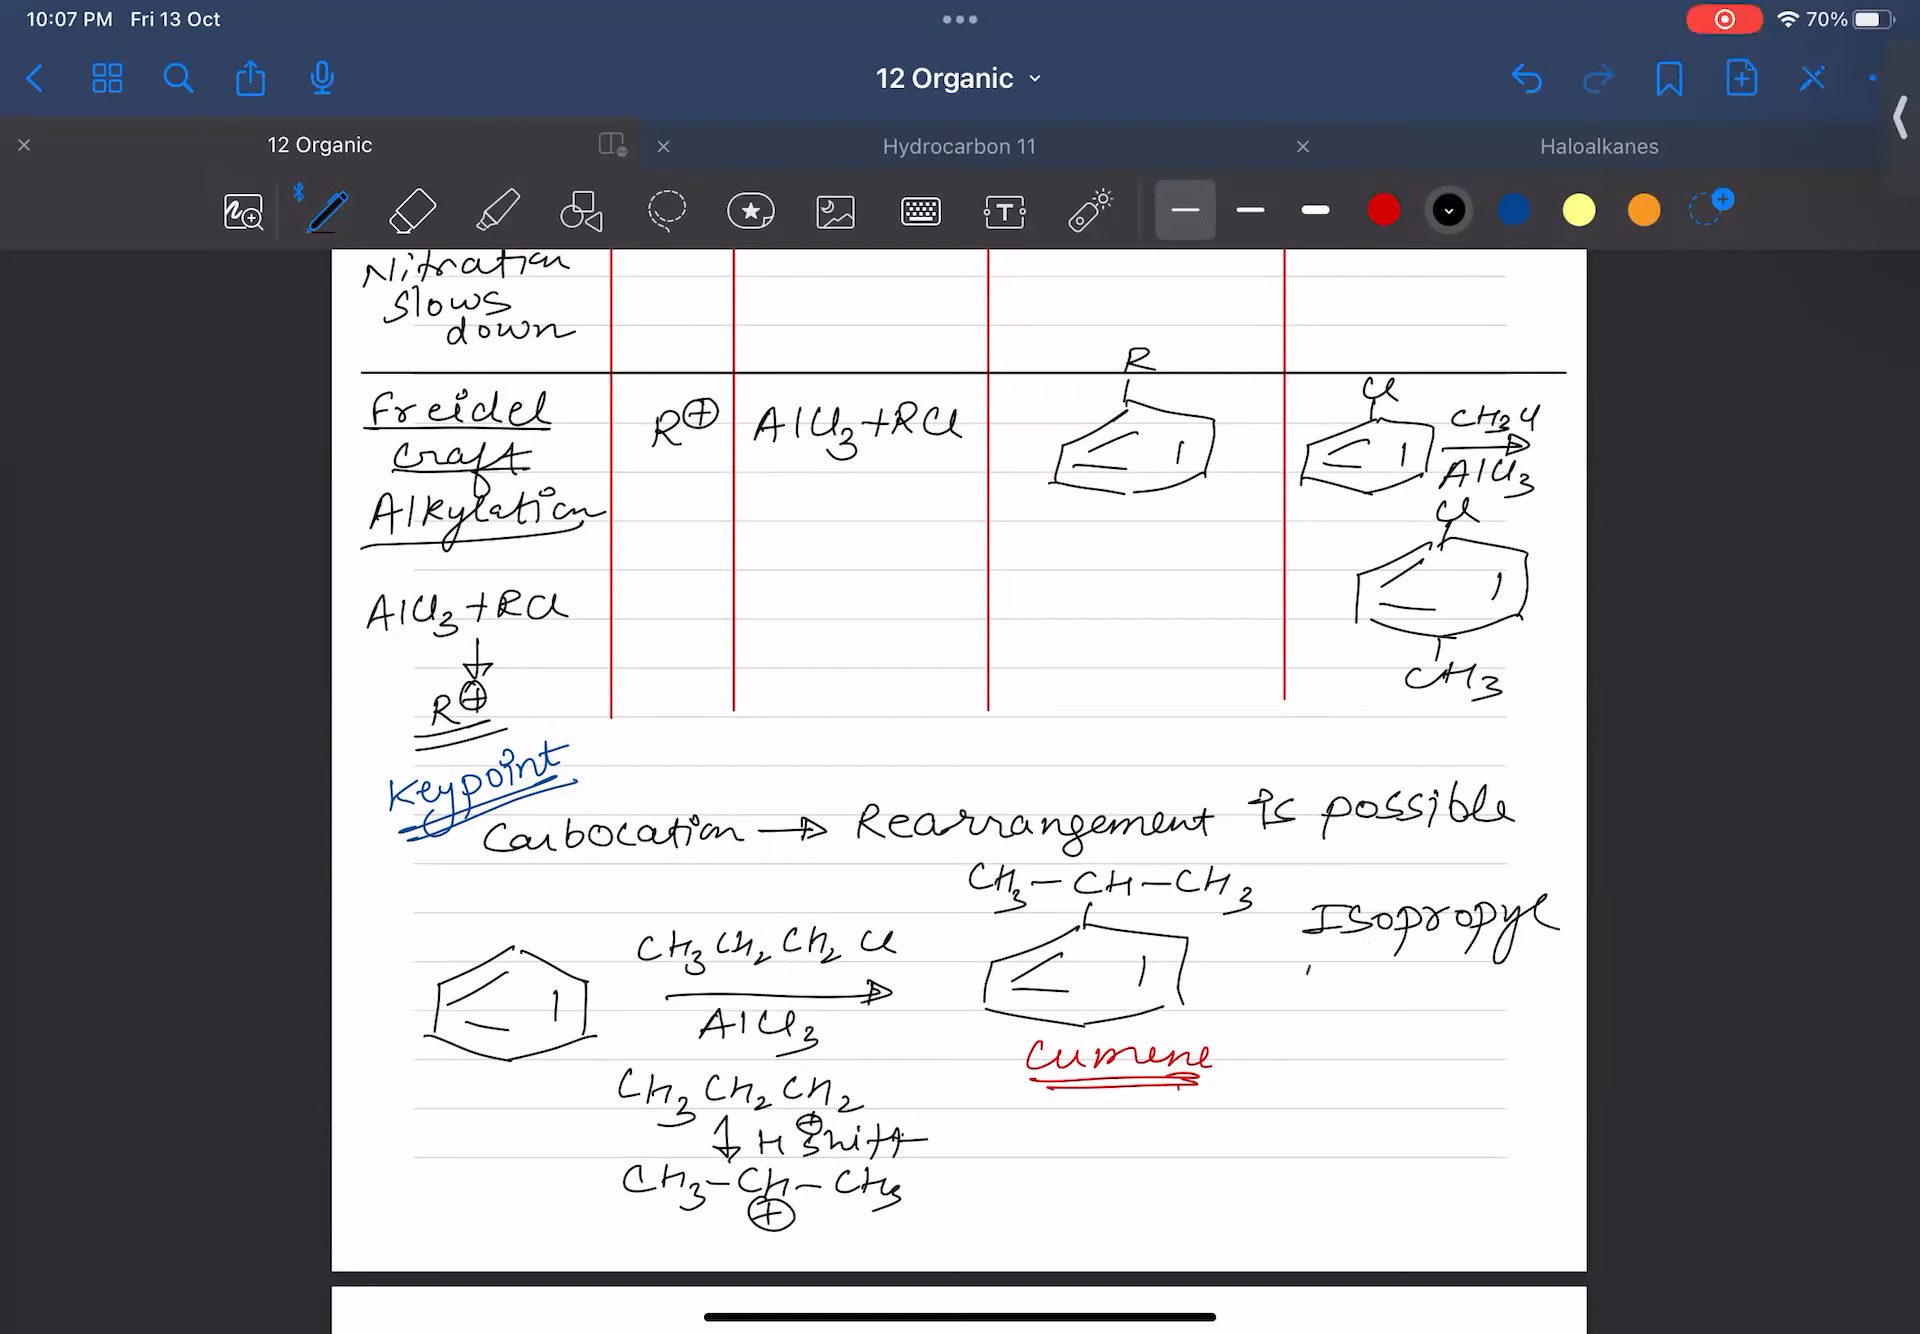 10:07 PM Fri 13 Oct
70%
12 Organic
12 Organic
Hydrocarbon 11
Haloalkanes
T
Nitration
slows
down
Freidel
Craft
Alkylation
R⊕
AlCl3+RCl
R
Cl
CH3Cl
AlCl3
Cl
CH3
AlCl3+RCl
↓
R⊕
Keypoint
Carbocation → Rearrangement is possible
CH3-CH-CH3
Isopropyl
CH3CH2CH2Cl
AlCl3
Cumene
CH3CH2CH2
⊕
↓ H shift
CH3-CH-CH3
⊕